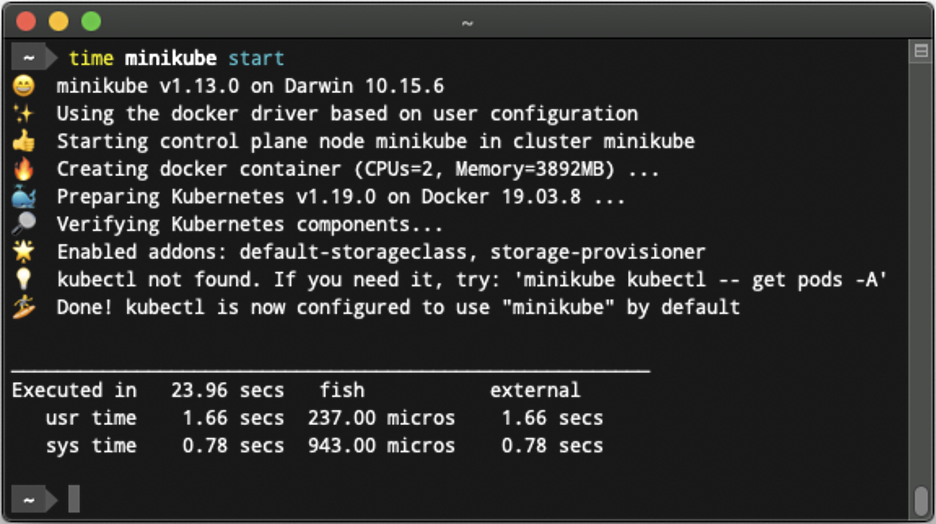 ~
~ time minikube start
😄 minikube v1.13.0 on Darwin 10.15.6
✨ Using the docker driver based on user configuration
👍 Starting control plane node minikube in cluster minikube
🔥 Creating docker container (CPUs=2, Memory=3892MB) ...
🐳 Preparing Kubernetes v1.19.0 on Docker 19.03.8 ...
🔎 Verifying Kubernetes components...
🌟 Enabled addons: default-storageclass, storage-provisioner
💡 kubectl not found. If you need it, try: 'minikube kubectl -- get pods -A'
🏄 Done! kubectl is now configured to use "minikube" by default
Executed in 23.96 secs fish external
usr time 1.66 secs 237.00 micros 1.66 secs
sys time 0.78 secs 943.00 micros 0.78 secs
~